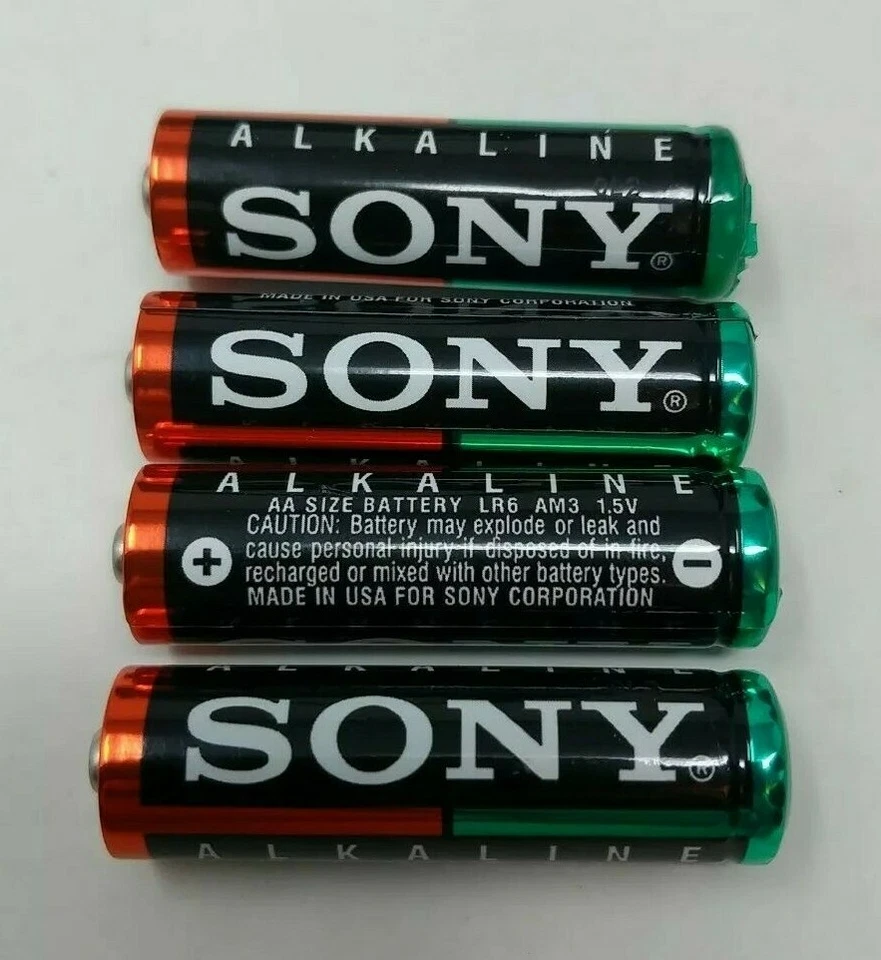 ALKALINE
SONY®
MADE IN USA FOR SONY CORPORATION
SONY®
ALKALINE
ALKALINE
AA SIZE BATTERY LR6 AM3 1.5V
CAUTION: Battery may explode or leak and
+ cause personal injury if disposed of in fire, −
recharged or mixed with other battery types.
MADE IN USA FOR SONY CORPORATION
ALKALINE
SONY®
ALKALINE